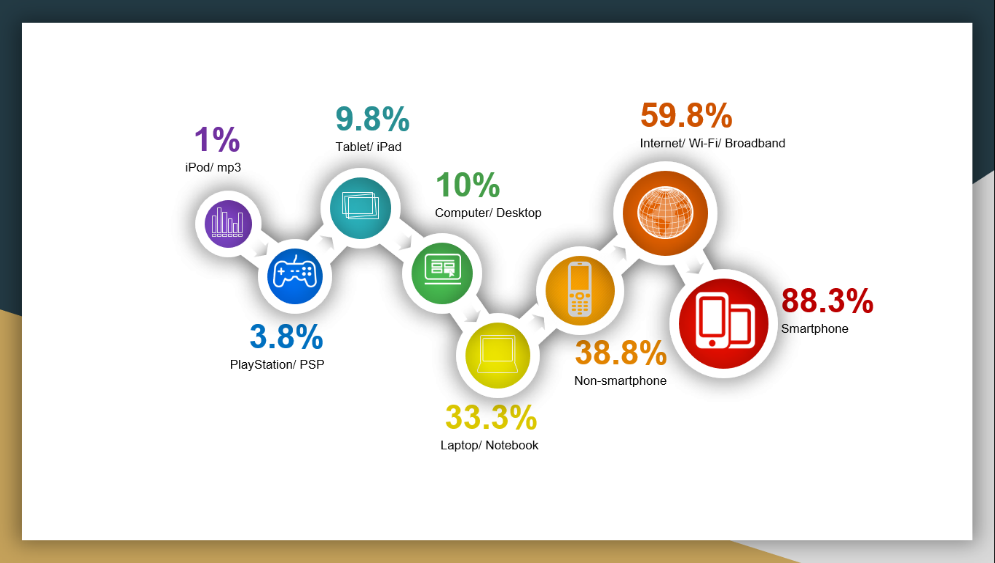 1%
iPod/ mp3
3.8%
PlayStation/ PSP
9.8%
Tablet/ iPad
10%
Computer/ Desktop
33.3%
Laptop/ Notebook
38.8%
Non-smartphone
59.8%
Internet/ Wi-Fi/ Broadband
88.3%
Smartphone